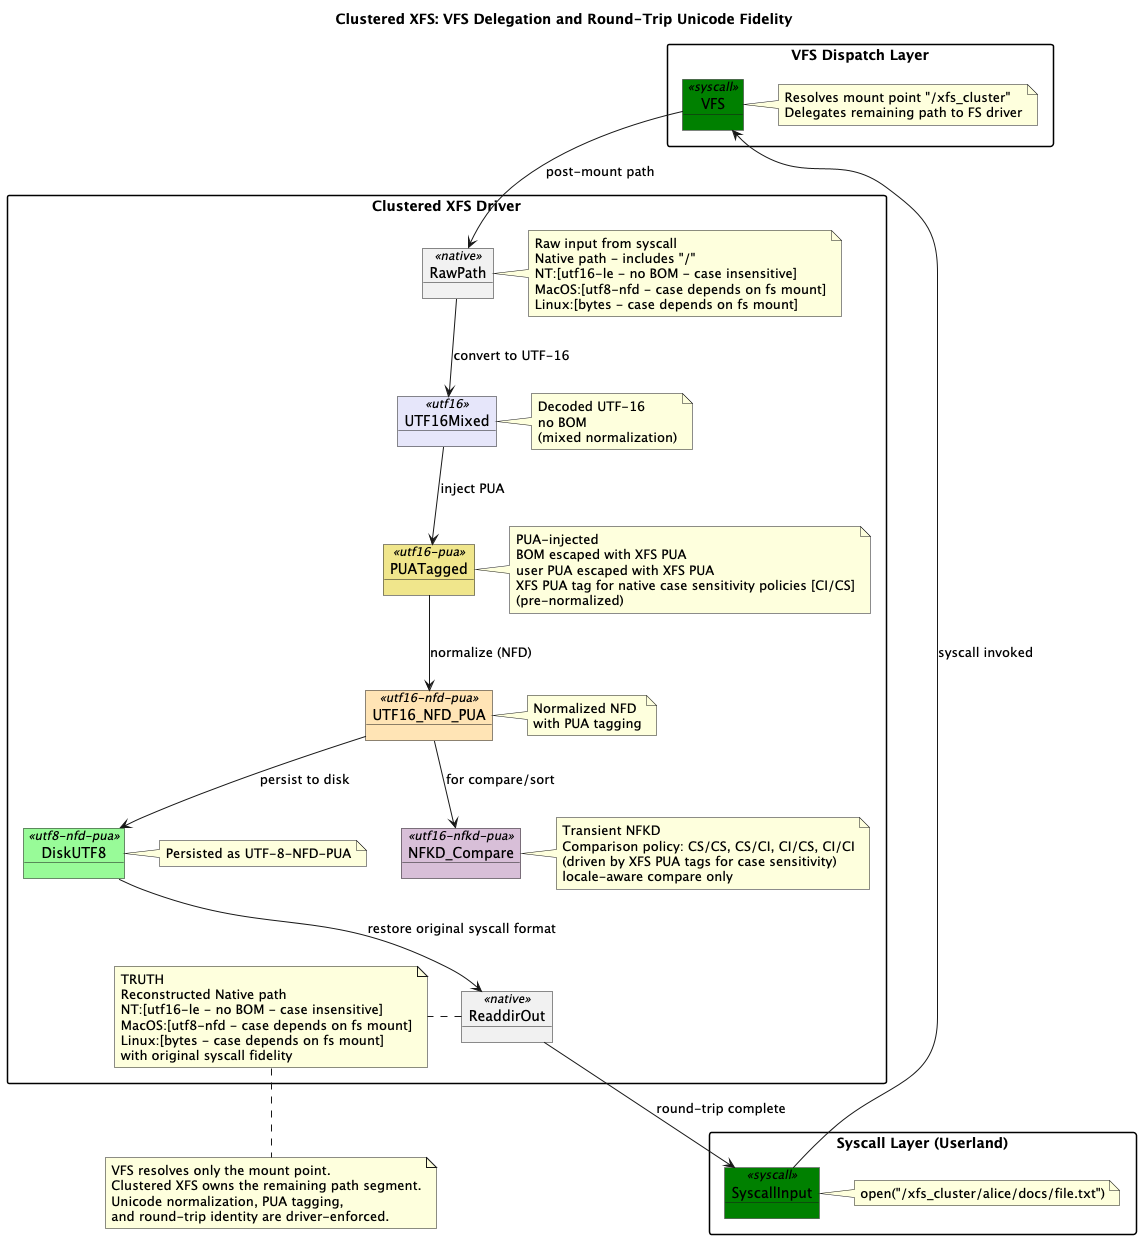 Clustered XFS: VFS Delegation and Round-Trip Unicode Fidelity
VFS Dispatch Layer
«syscall»
VFS
Resolves mount point "/xfs_cluster"
Delegates remaining path to FS driver
post-mount path
Clustered XFS Driver
«native»
RawPath
Raw input from syscall
Native path - includes "/"
NT:[utf16-le - no BOM - case insensitive]
MacOS:[utf8-nfd - case depends on fs mount]
Linux:[bytes - case depends on fs mount]
convert to UTF-16
«utf16»
UTF16Mixed
Decoded UTF-16
no BOM
(mixed normalization)
inject PUA
«utf16-pua»
PUATagged
PUA-injected
BOM escaped with XFS PUA
user PUA escaped with XFS PUA
XFS PUA tag for native case sensitivity policies [CI/CS]
(pre-normalized)
normalize (NFD)
syscall invoked
«utf16-nfd-pua»
UTF16_NFD_PUA
Normalized NFD
with PUA tagging
persist to disk
for compare/sort
«utf8-nfd-pua»
DiskUTF8
Persisted as UTF-8-NFD-PUA
«utf16-nfkd-pua»
NFKD_Compare
Transient NFKD
Comparison policy: CS/CS, CS/CI, CI/CS, CI/CI
(driven by XFS PUA tags for case sensitivity)
locale-aware compare only
restore original syscall format
TRUTH
Reconstructed Native path
NT:[utf16-le - no BOM - case insensitive]
MacOS:[utf8-nfd - case depends on fs mount]
Linux:[bytes - case depends on fs mount]
with original syscall fidelity
«native»
ReaddirOut
round-trip complete
Syscall Layer (Userland)
«syscall»
SyscallInput
open("/xfs_cluster/alice/docs/file.txt")
VFS resolves only the mount point.
Clustered XFS owns the remaining path segment.
Unicode normalization, PUA tagging,
and round-trip identity are driver-enforced.